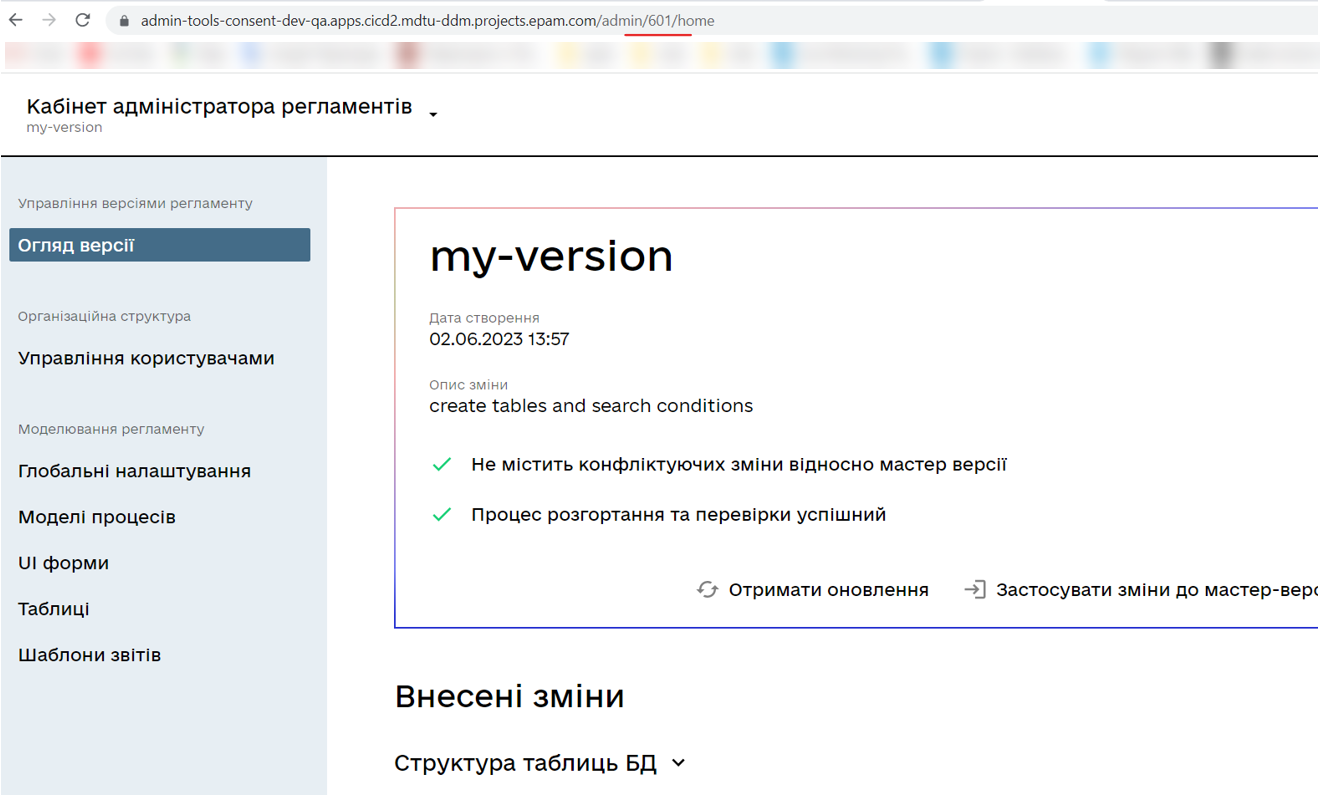 admin-tools-consent-dev-qa.apps.cicd2.mdtu-ddm.projects.epam.com/admin/601/home
Кабінет адміністратора регламентів
my-version
Управління версіями регламенту
Огляд версії
Організаційна структура
Управління користувачами
Моделювання регламенту
Глобальні налаштування
Моделі процесів
UI форми
Таблиці
Шаблони звітів
my-version
Дата створення
02.06.2023 13:57
Опис зміни
create tables and search conditions
Не містить конфліктуючих зміни відносно мастер версії
Процес розгортання та перевірки успішний
Отримати оновлення
Застосувати зміни до мастер-верс
Внесені зміни
Структура таблиць БД